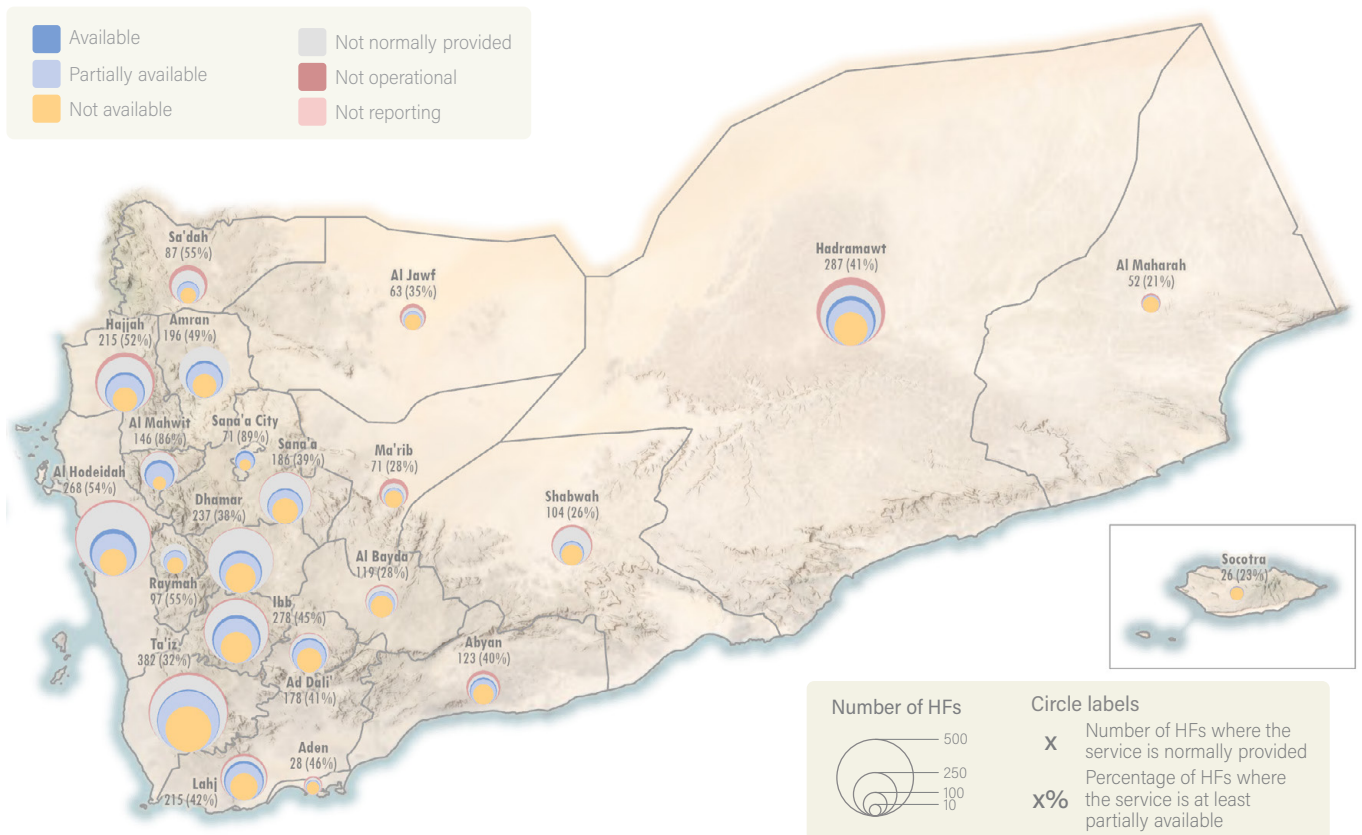 Available
Partially available
Not available
Not normally provided
Not operational
Not reporting
Sa'dah
87 (55%)
Al Jawf
63 (35%)
Hadramawt
287 (41%)
Al Maharah
52 (21%)
Hajjah
215 (52%)
Amran
196 (49%)
Al Mahwit
146 (86%)
Sana'a City
71 (89%)
Sana'a
186 (39%)
Ma'rib
71 (28%)
Al Hodeidah
268 (54%)
Dhamar
237 (38%)
Shabwah
104 (26%)
Al Bayda
119 (28%)
Raymah
97 (55%)
Ibb
278 (45%)
Socotra
26 (23%)
Ta'iz
382 (32%)
Ad Dali'
178 (41%)
Abyan
123 (40%)
Aden
28 (46%)
Lahj
215 (42%)
Number of HFs
500
250
100
10
Circle labels
x
Number of HFs where the
service is normally provided
x%
Percentage of HFs where
the service is at least
partially available